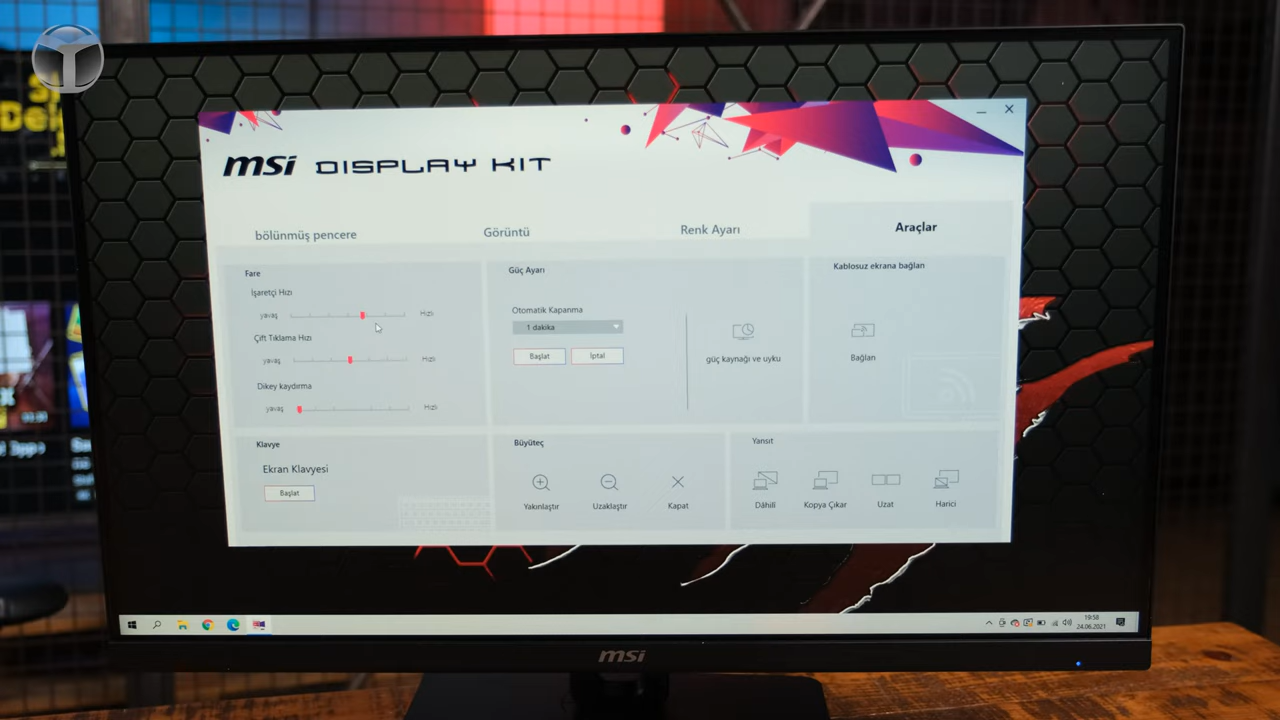 msi DISPLAY KIT
bölünmüş pencere
Görüntü
Renk Ayarı
Araçlar
Fare
İşaretçi Hızı
yavaş
Hızlı
Çift Tıklama Hızı
yavaş
Hızlı
Dikey kaydırma
yavaş
Hızlı
Güç Ayarı
Otomatik Kapanma
1 dakika
Başlat
İptal
güç kaynağı ve uyku
Kablosuz ekrana bağlan
Bağlan
Klavye
Ekran Klavyesi
Başlat
Büyüteç
Yakınlaştır
Uzaklaştır
Kapat
Yansıt
Dâhilî
Kopya Çıkar
Uzat
Harici
19:58
24.06.2021
msi